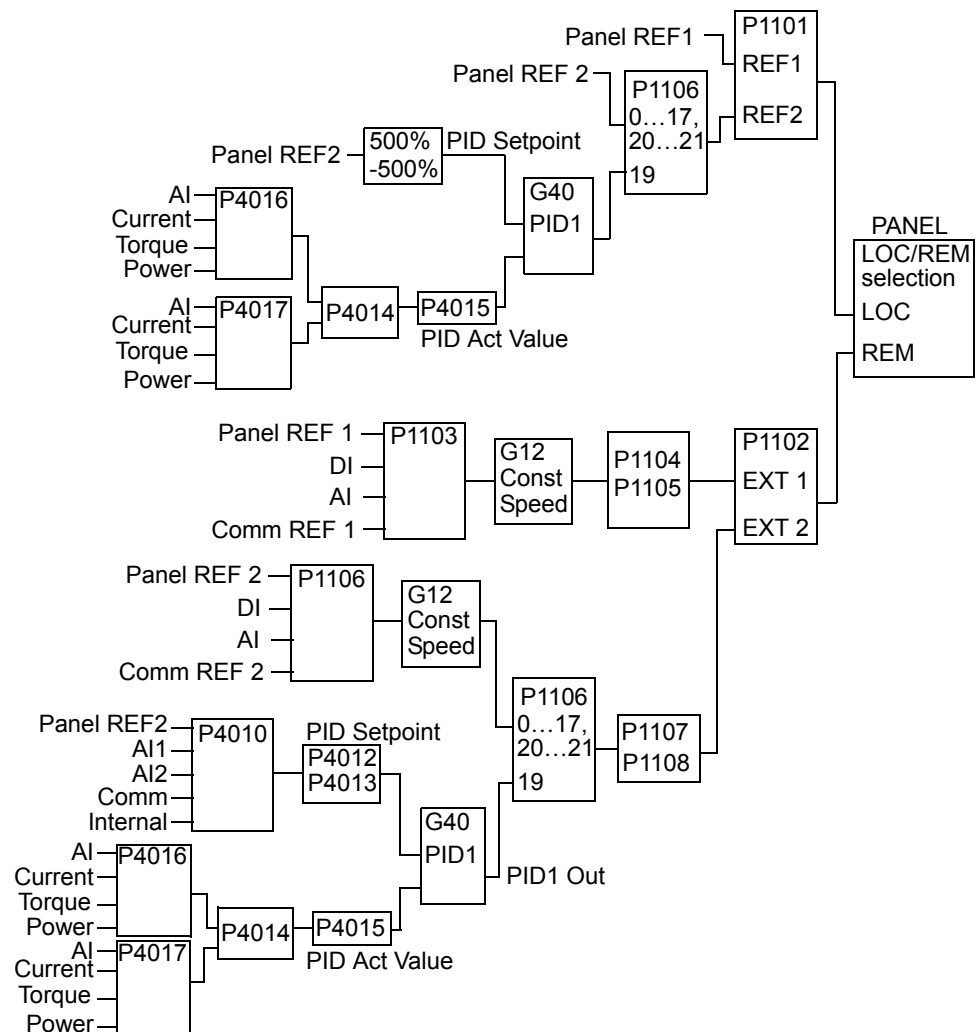 Panel REF1
P1101
REF1
REF2
Panel REF 2
P1106
0…17,
20…21
19
Panel REF2
500%
-500%
PID Setpoint
G40
PID1
AI
Current
Torque
Power
P4016
AI
Current
Torque
Power
P4017
P4014
P4015
PID Act Value
PANEL
LOC/REM
selection
LOC
REM
Panel REF 1
DI
AI
Comm REF 1
P1103
G12
Const
Speed
P1104
P1105
P1102
EXT 1
EXT 2
Panel REF 2
DI
AI
Comm REF 2
P1106
G12
Const
Speed
P1106
0…17,
20…21
19
P1107
P1108
Panel REF2
AI1
AI2
Comm
Internal
P4010
PID Setpoint
P4012
P4013
G40
PID1
PID1 Out
AI
Current
Torque
Power
P4016
AI
Current
Torque
Power
P4017
P4014
P4015
PID Act Value